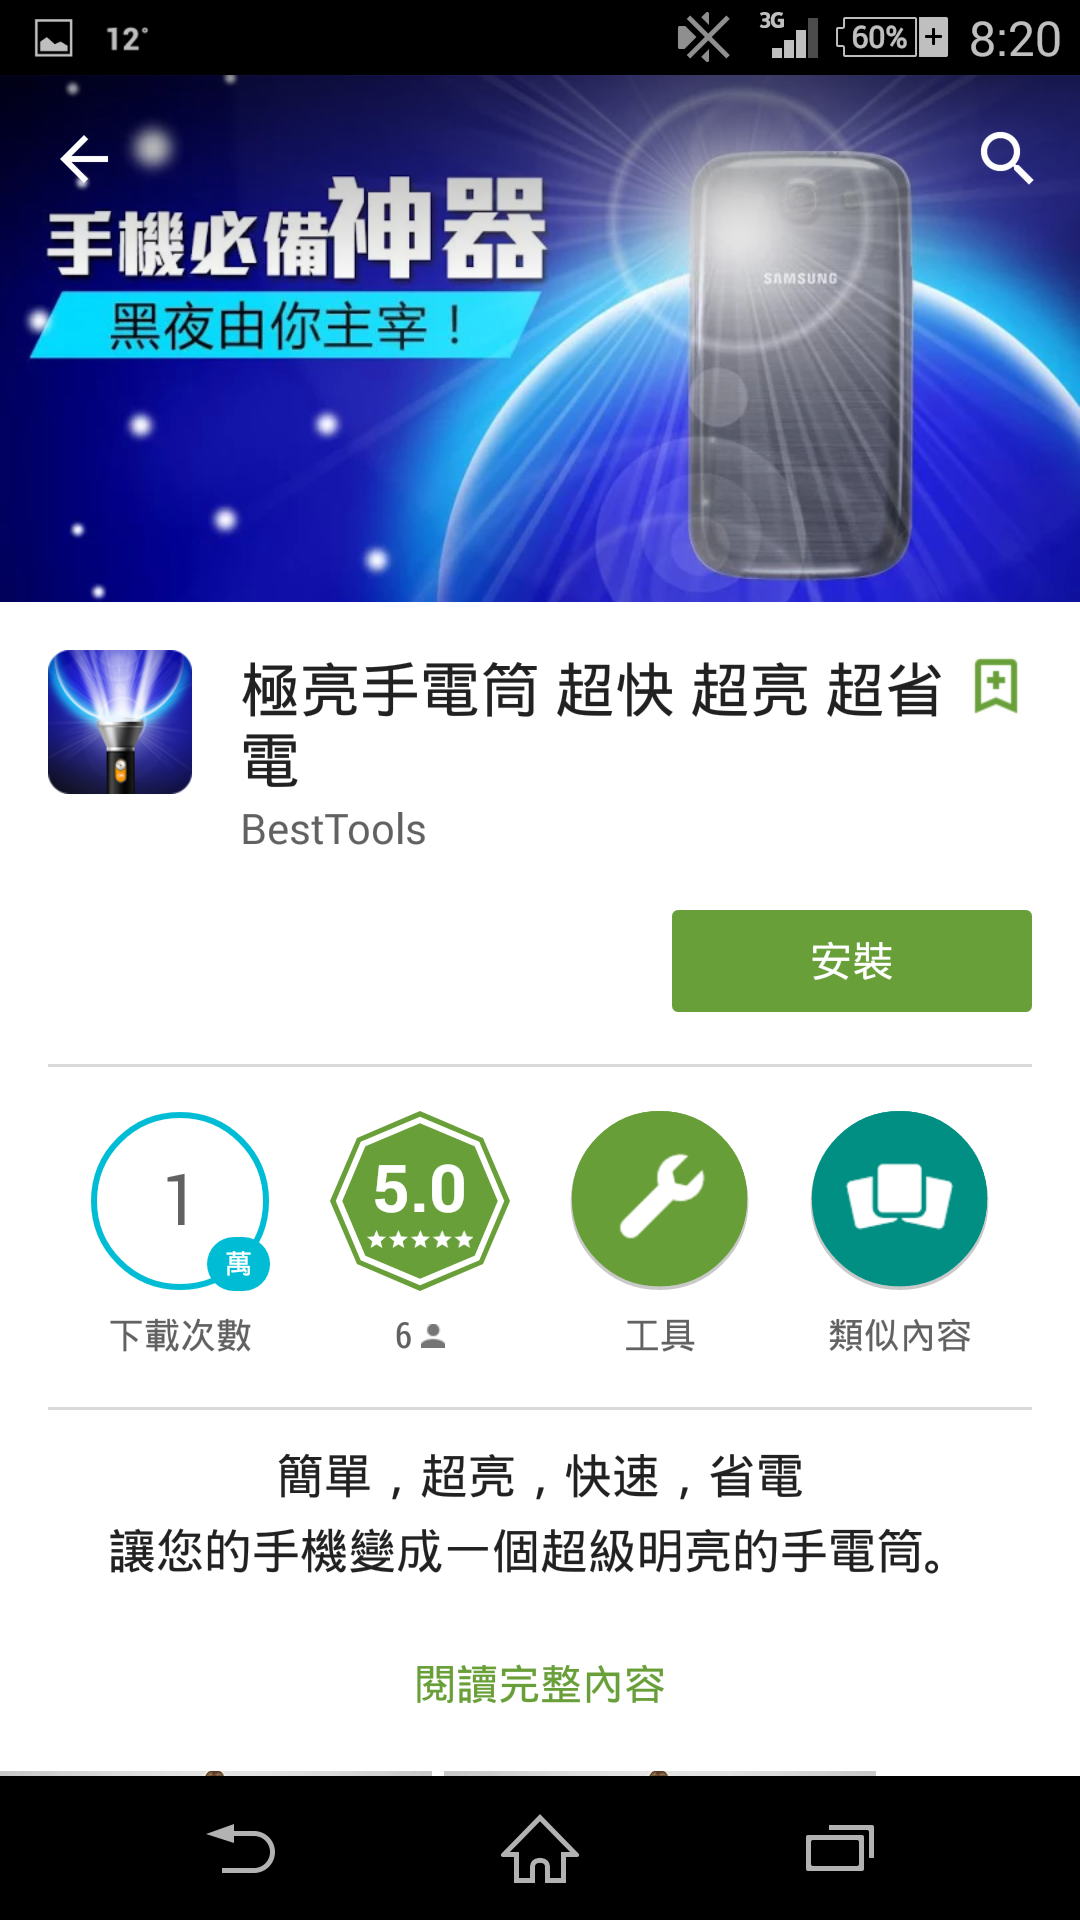 12°
3G
60%
8:20
手機必備神器
黑夜由你主宰！
SAMSUNG
極亮手電筒 超快 超亮 超省
電
BestTools
安裝
1
萬
下載次數
5.0
6
工具
類似內容
簡單，超亮，快速，省電
讓您的手機變成一個超級明亮的手電筒。
閱讀完整內容